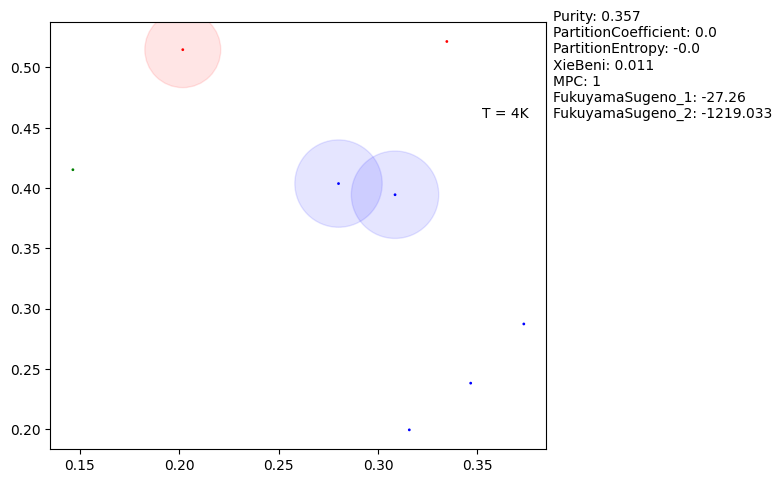 Purity: 0.357
PartitionCoefficient: 0.0
PartitionEntropy: -0.0
XieBeni: 0.011
MPC: 1
FukuyamaSugeno_1: -27.26
FukuyamaSugeno_2: -1219.033
T = 4K
0.50
0.45
0.40
0.35
0.30
0.25
0.20
0.15 0.20 0.25 0.30 0.35